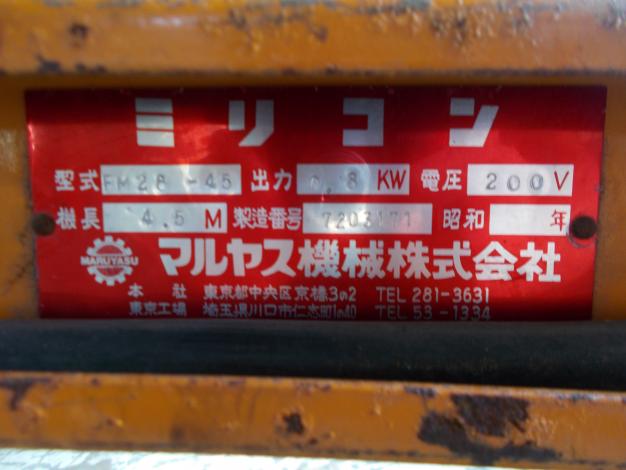 ミリコン
型式 FM28-45 出力 0.8 KW 電圧 200 V
機長 4.5 M 製造番号 7203171 昭和 年
MARUYASU マルヤス機械株式会社
本社 東京都中央区京橋3の2 TEL 281-3631
東京工場 埼玉県川口市仁志町1の40 TEL 53-1334